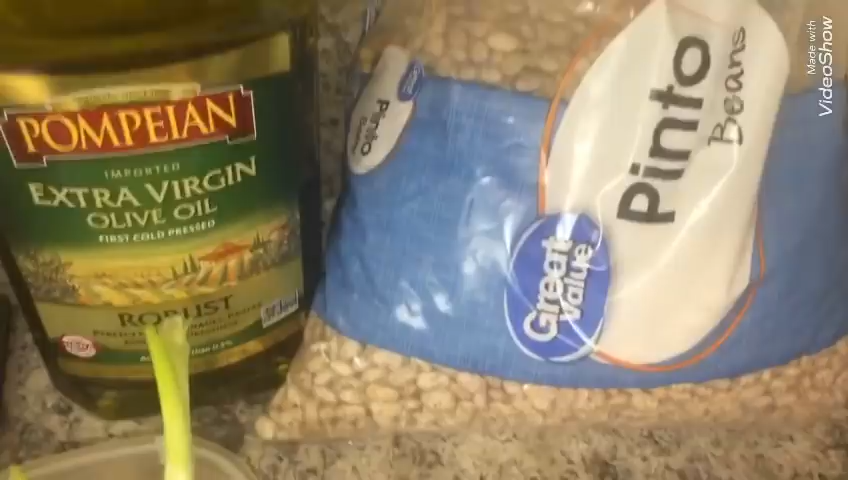 POMPEIAN
IMPORTED
EXTRA VIRGIN
OLIVE OIL
FIRST COLD PRESSED
ROBUST
Pinto
Pinto
Beans
Great
Value
Made with
VideoShow